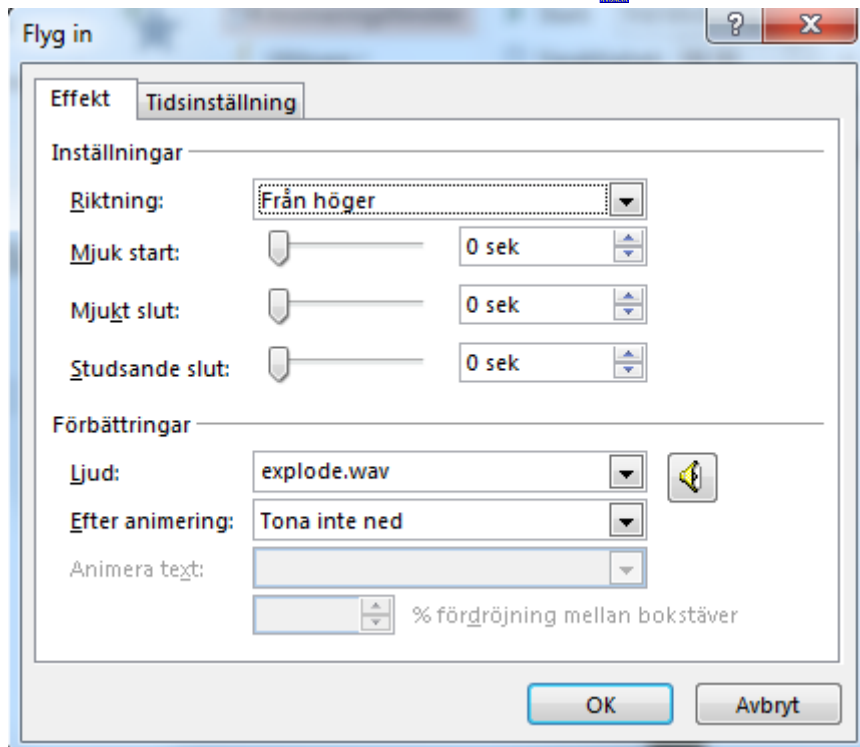 Flyg in
Effekt Tidsinställning
Inställningar
Riktning: Från höger
Mjuk start: 0 sek
Mjukt slut: 0 sek
Studsande slut: 0 sek
Förbättringar
Ljud: explode.wav
Efter animering: Tona inte ned
Animera text:
% fördröjning mellan bokstäver
OK Avbryt